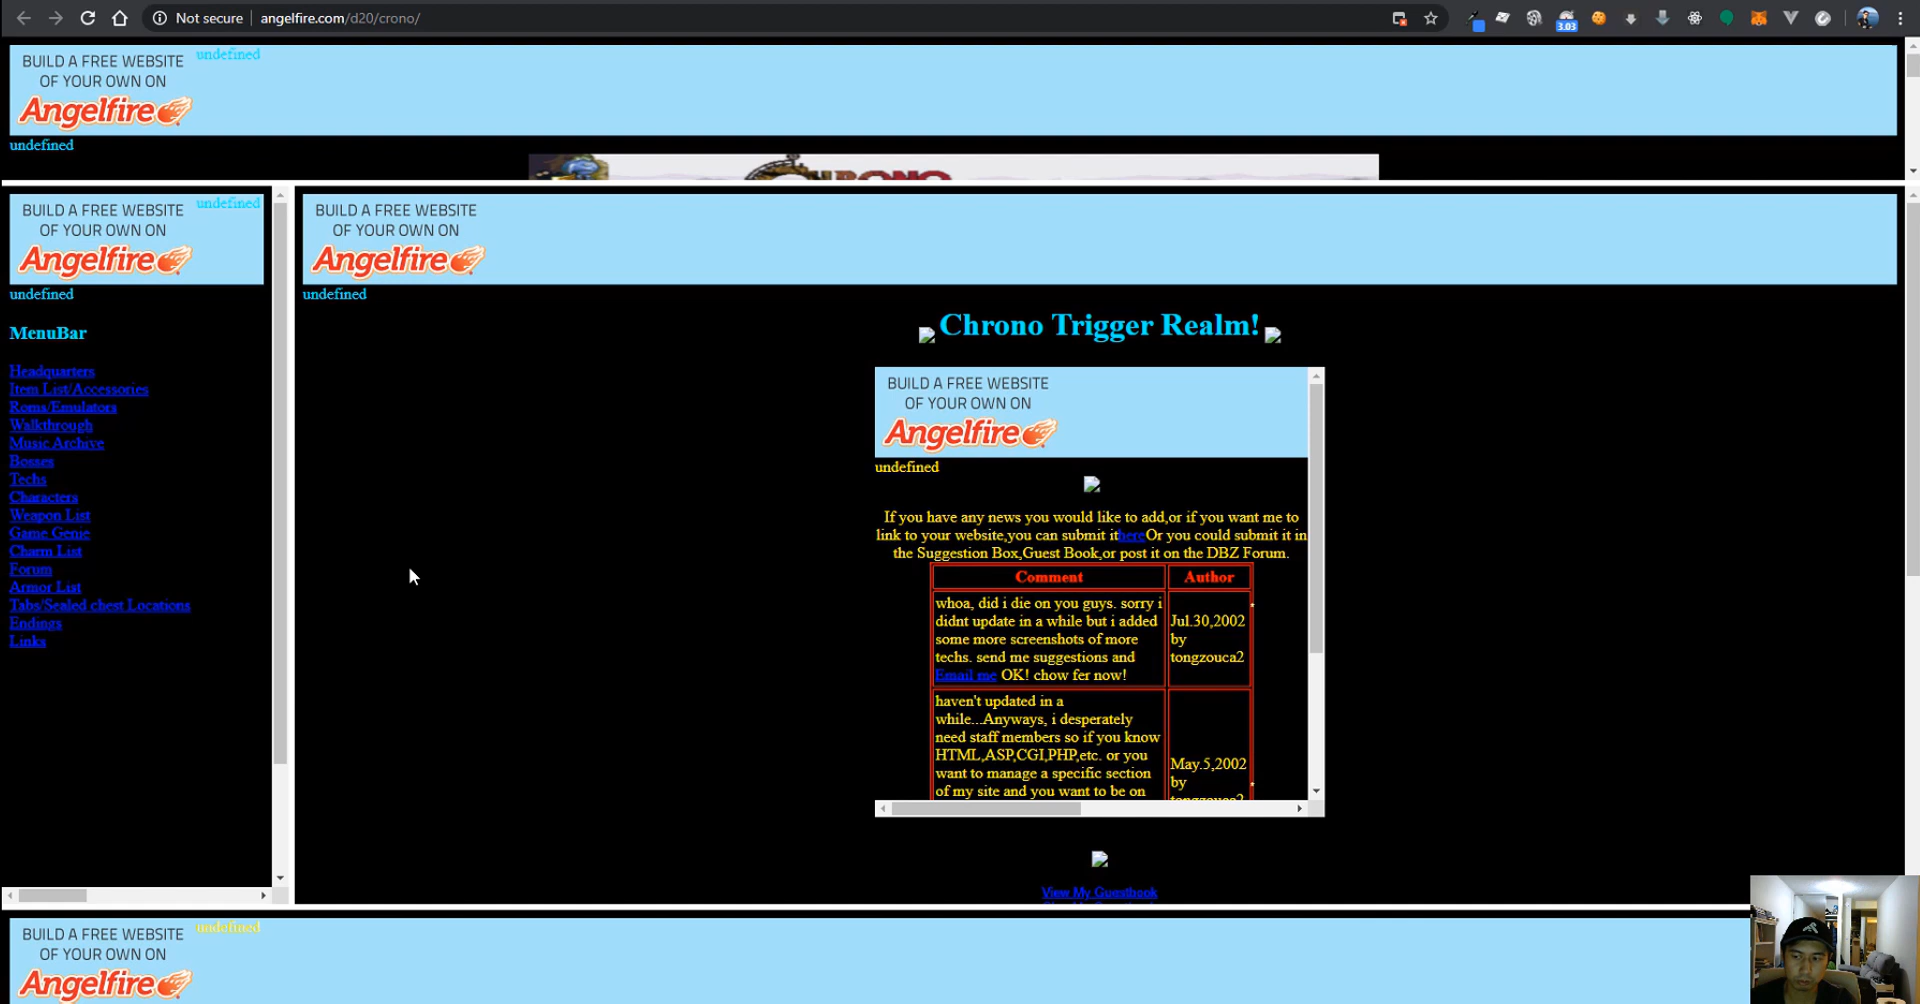 Not secure | angelfire.com/d20/crono/
3.03
BUILD A FREE WEBSITE
OF YOUR OWN ON
Angelfire
undefined
undefined
BUILD A FREE WEBSITE
OF YOUR OWN ON
Angelfire
undefined
undefined
MenuBar
Headquarters
Item List/Accessories
Roms/Emulators
Walkthrough
Music Archive
Bosses
Techs
Characters
Weapon List
Game Genie
Charm List
Forum
Armor List
Tabs/Sealed chest Locations
Endings
Links
BUILD A FREE WEBSITE
OF YOUR OWN ON
Angelfire
undefined
Chrono Trigger Realm!
BUILD A FREE WEBSITE
OF YOUR OWN ON
Angelfire
undefined
If you have any news you would like to add,or if you want me to
link to your website,you can submit ithereOr you could submit it in
the Suggestion Box,Guest Book,or post it on the DBZ Forum.
Comment
Author
whoa, did i die on you guys. sorry i
didnt update in a while but i added
some more screenshots of more
techs. send me suggestions and
Email me OK! chow fer now!
Jul.30,2002
by
tongzouca2
haven't updated in a
while...Anyways, i desperately
need staff members so if you know
HTML,ASP,CGI,PHP,etc. or you
want to manage a specific section
of my site and you want to be on
May.5,2002
by
tongzouca2
View My Guestbook
BUILD A FREE WEBSITE
OF YOUR OWN ON
Angelfire
undefined